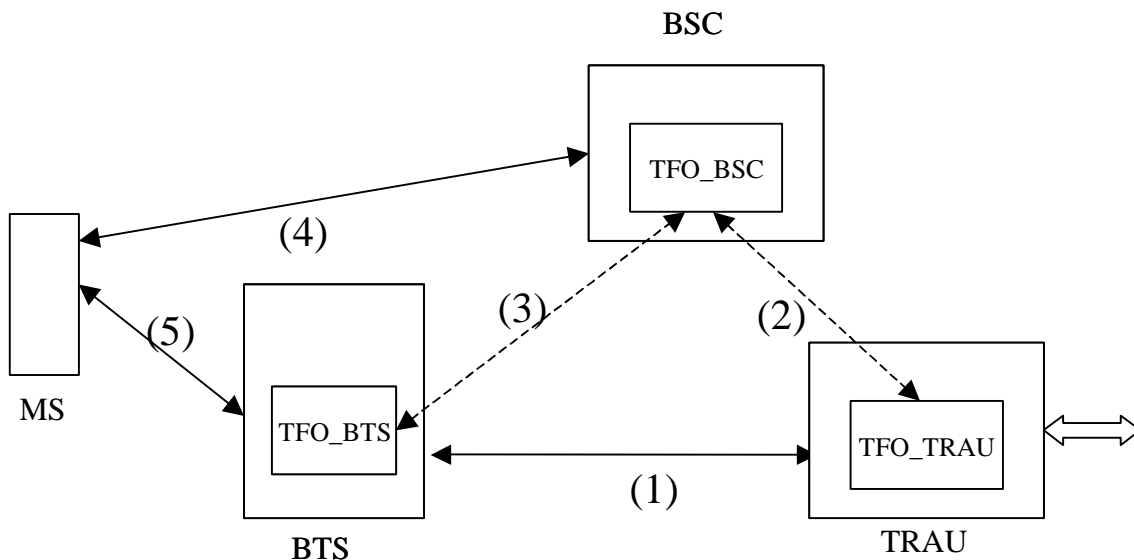 BSC
TFO_BSC
(4)
(3)
(2)
(5)
MS
TFO_BTS
TFO_TRAU
(1)
BTS
TRAU